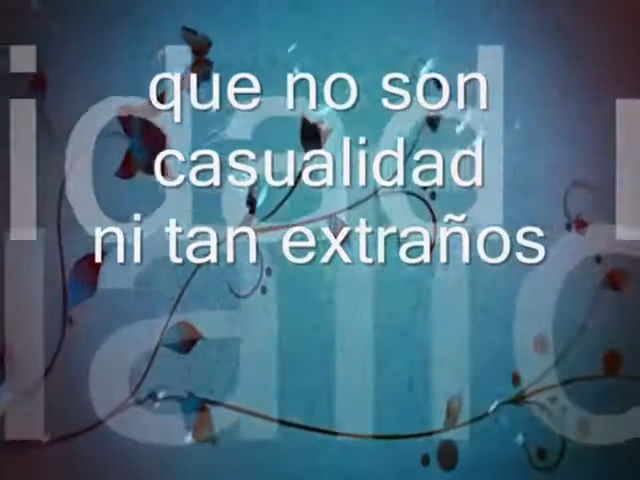 que no son
casualidad
ni tan extraños